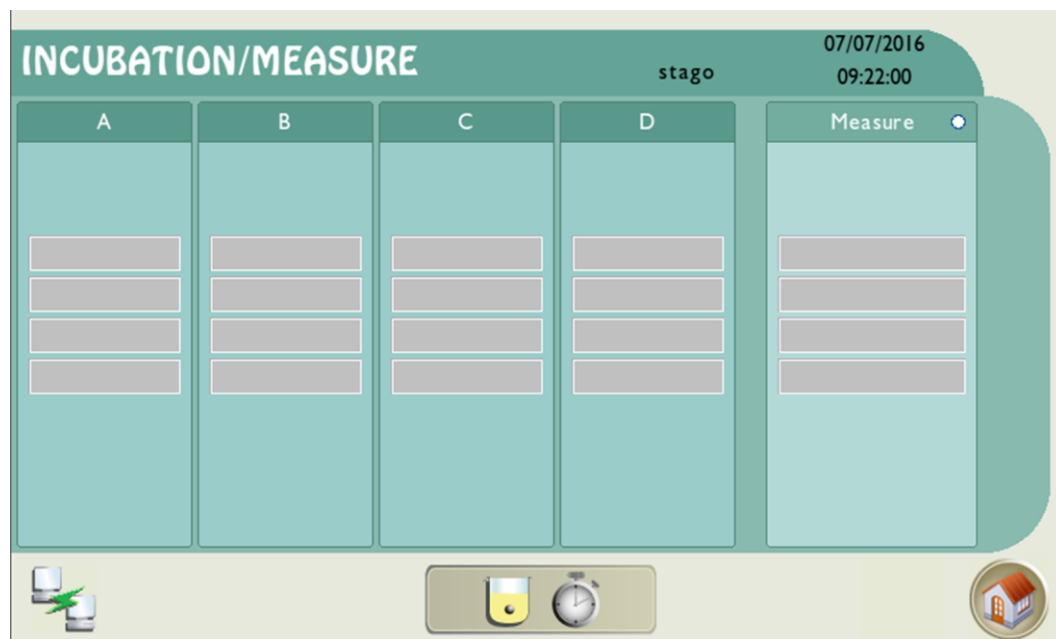 INCUBATION/MEASURE
stago
07/07/2016
09:22:00
A B C D Measure